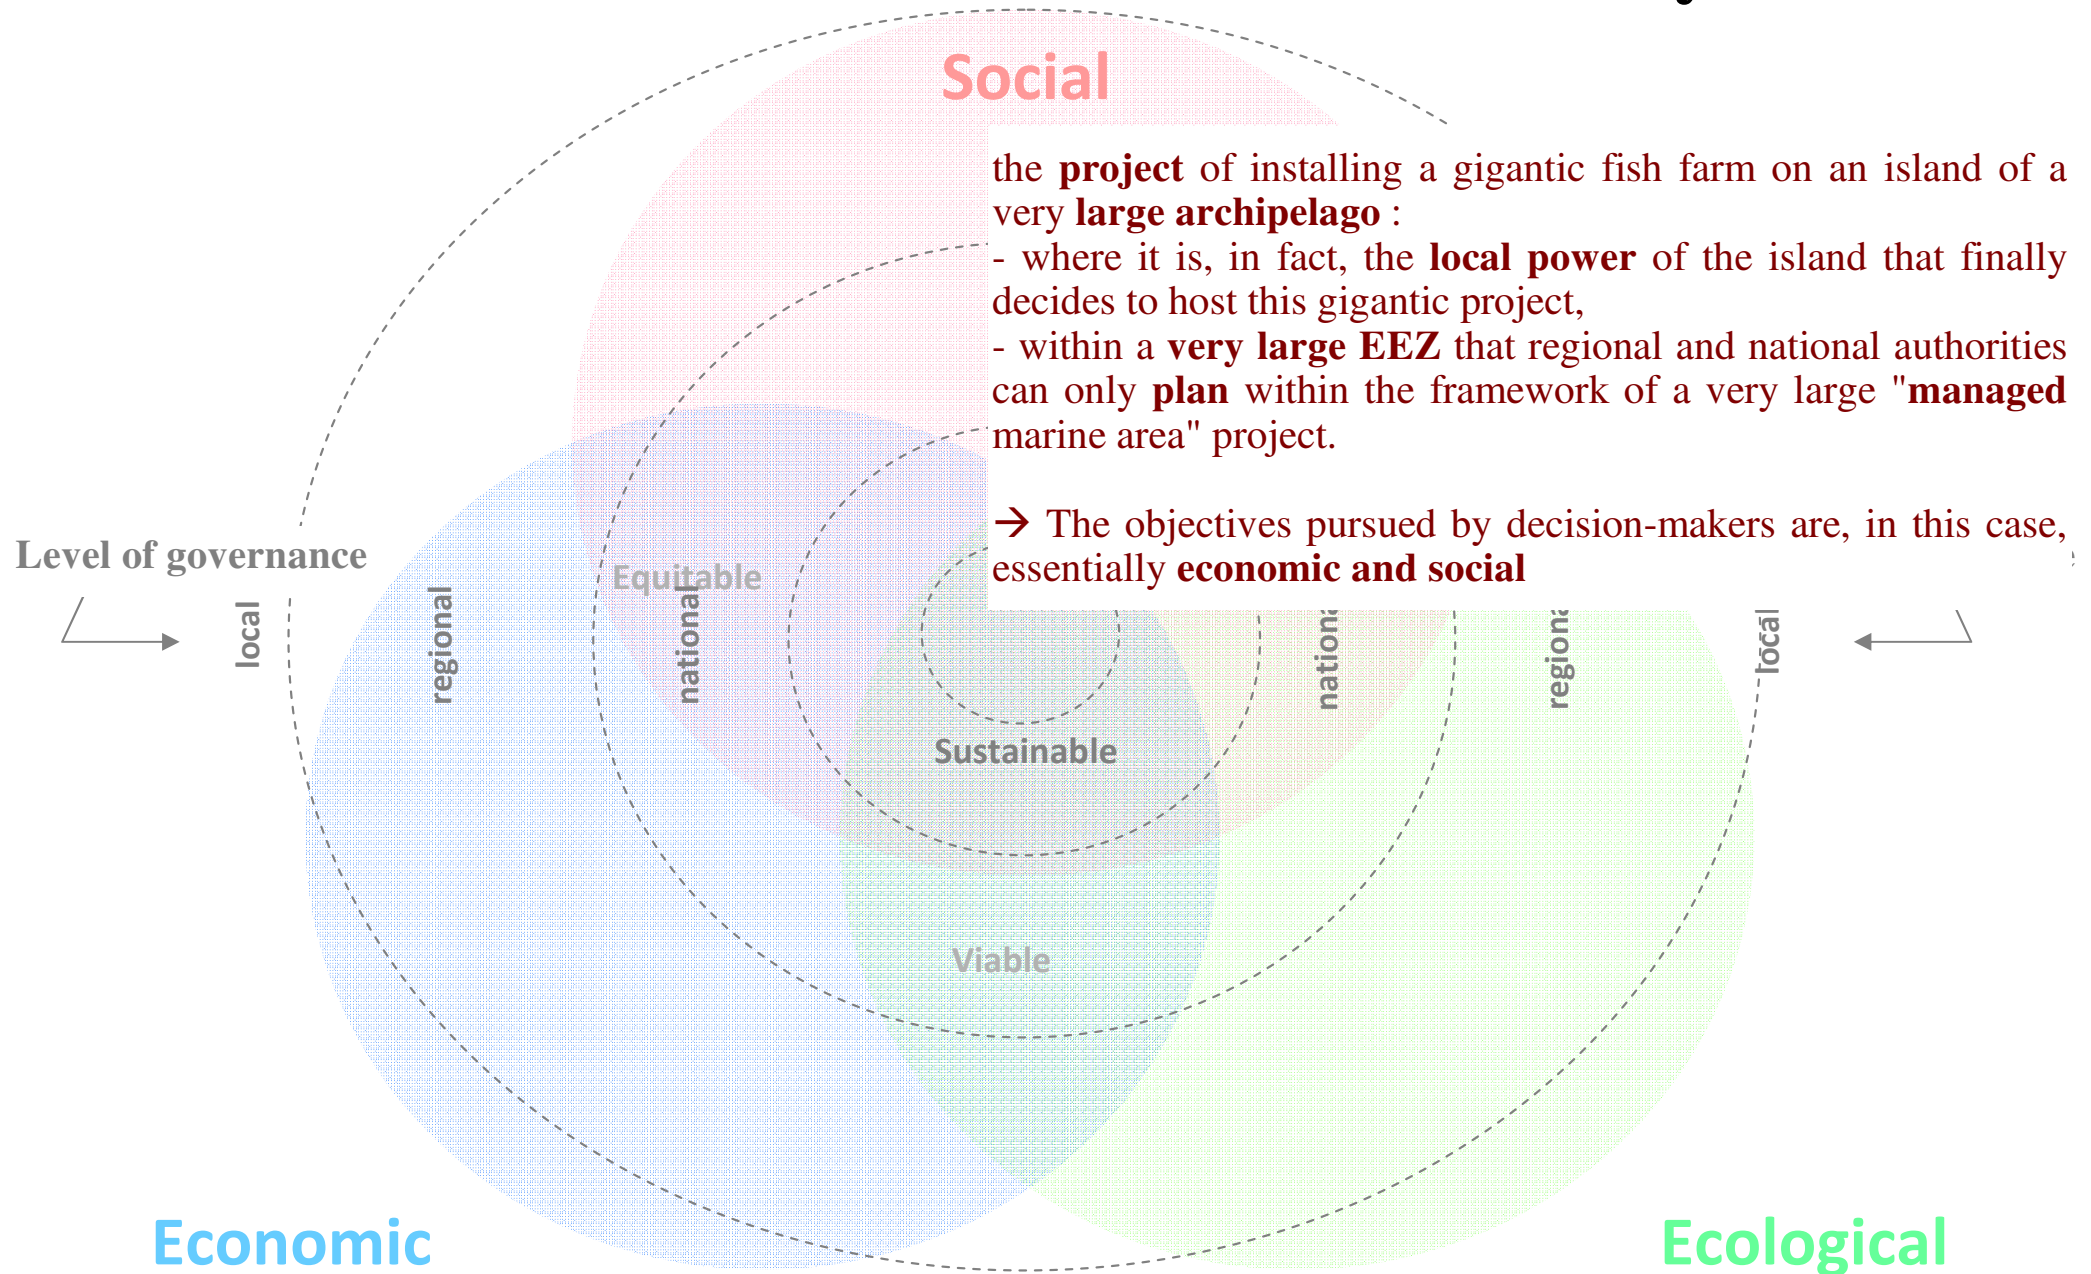 Social
the project of installing a gigantic fish farm on an island of a
very large archipelago :
- where it is, in fact, the local power of the island that finally
decides to host this gigantic project,
- within a very large EEZ that regional and national authorities
can only plan within the framework of a very large "managed
marine area" project.
→ The objectives pursued by decision-makers are, in this case,
essentially economic and social
Level of governance
Equitable
local
regional
national
national
regional
local
Sustainable
Viable
Economic
Ecological